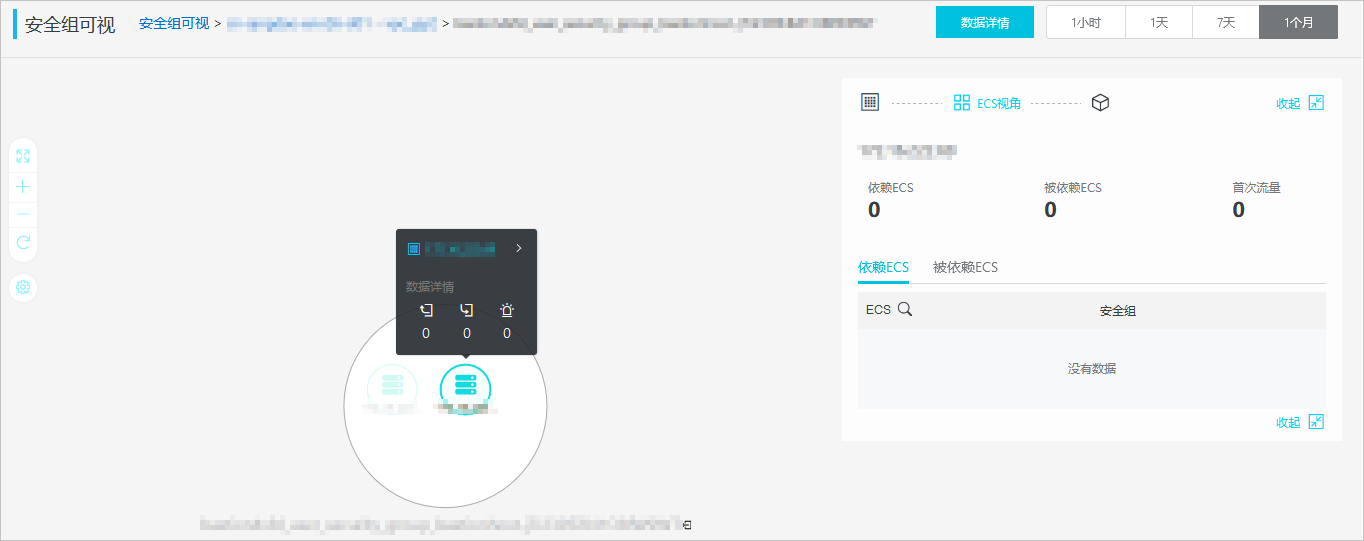 安全组可视 安全组可视 > >
数据详情 1小时 1天 7天 1个月
ECS视角 收起
依赖ECS 被依赖ECS 首次流量
0 0 0
依赖ECS 被依赖ECS
ECS 安全组
没有数据
收起
数据详情
0 0 0